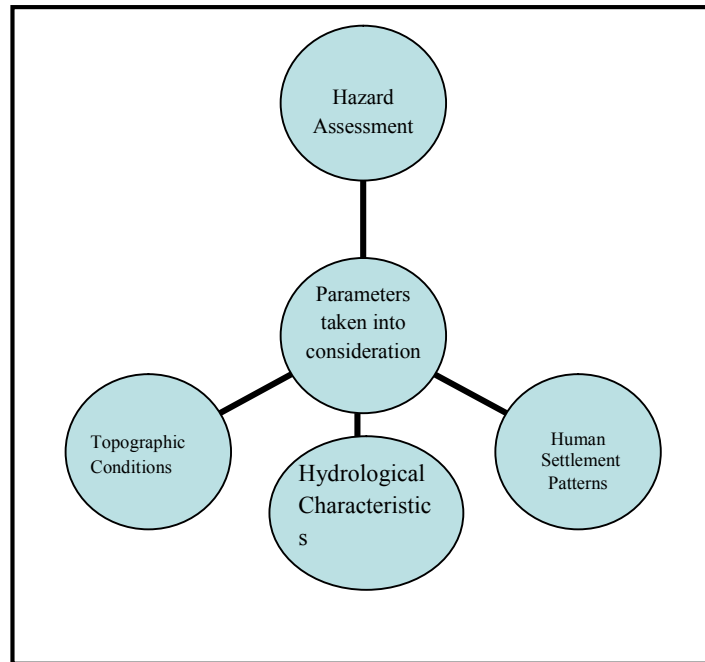 Hazard
Assessment
Parameters
taken into
consideration
Topographic
Conditions
Hydrological
Characteristic
s
Human
Settlement
Patterns